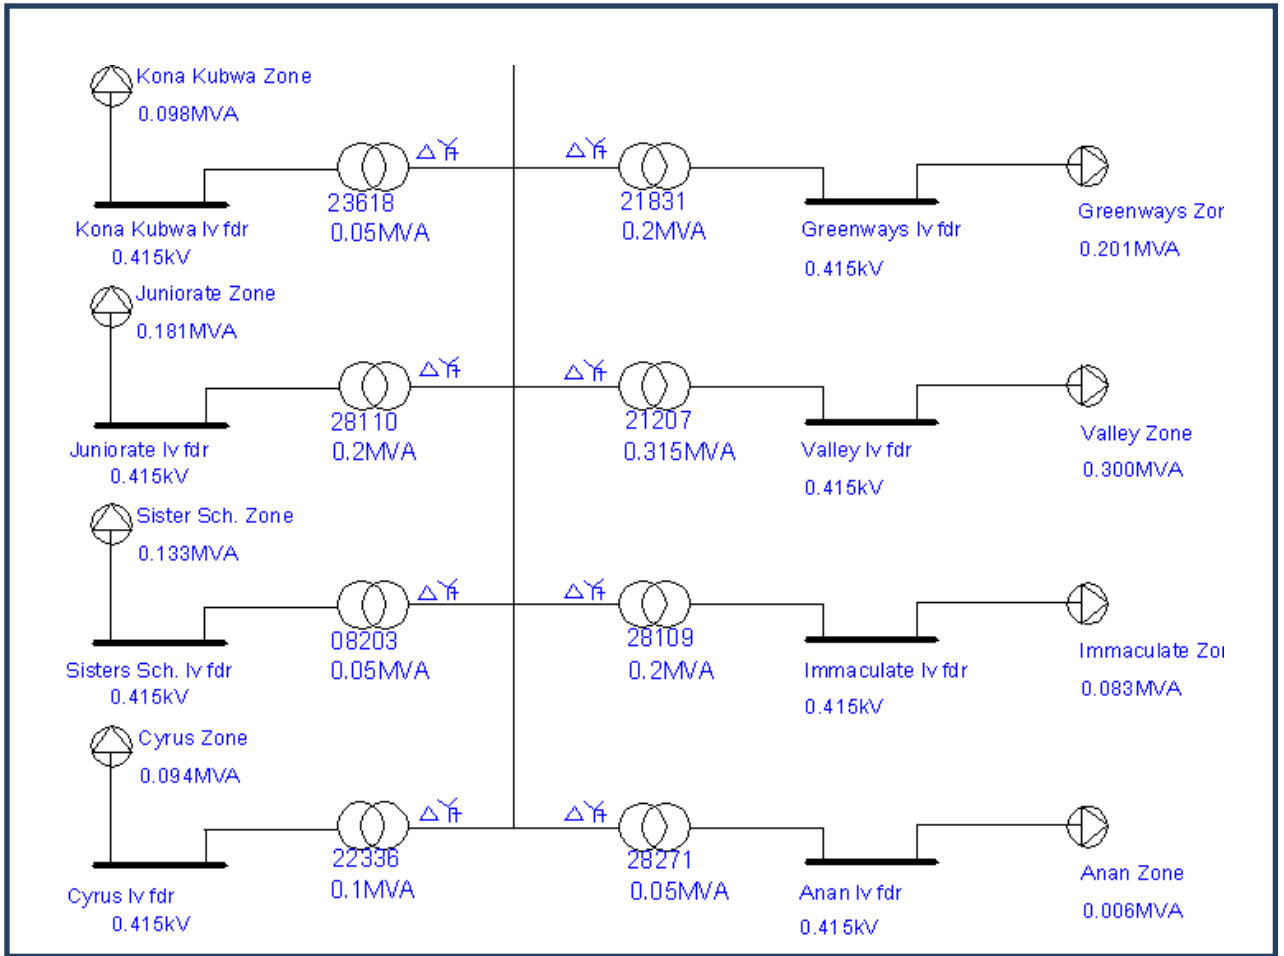 Kona Kubwa Zone
0.098MVA
23618
0.05MVA
Kona Kubwa lv fdr
0.415kV
21831
0.2MVA
Greenways lv fdr
0.415kV
Greenways Zor
0.201MVA
Juniorate Zone
0.181MVA
28110
0.2MVA
Juniorate lv fdr
0.415kV
21207
0.315MVA
Valley lv fdr
0.415kV
Valley Zone
0.300MVA
Sister Sch. Zone
0.133MVA
08203
0.05MVA
Sisters Sch. lv fdr
0.415kV
28109
0.2MVA
Immaculate lv fdr
0.415kV
Immaculate Zor
0.083MVA
Cyrus Zone
0.094MVA
22336
0.1MVA
Cyrus lv fdr
0.415kV
28271
0.05MVA
Anan lv fdr
0.415kV
Anan Zone
0.006MVA